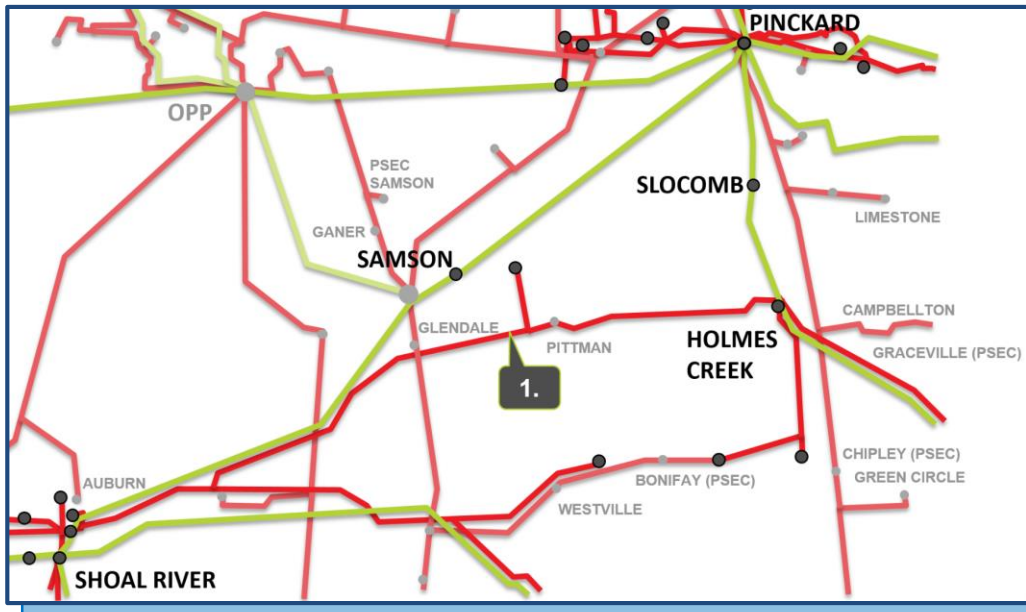 PINCKARD
OPP
PSEC
SAMSON
SLOCOMB
LIMESTONE
GANER
SAMSON
GLENDALE
PITTMAN
CAMPBELLTON
HOLMES
CREEK
GRACEVILLE (PSEC)
1.
AUBURN
BONIFAY (PSEC)
CHIPLEY (PSEC)
GREEN CIRCLE
WESTVILLE
SHOAL RIVER